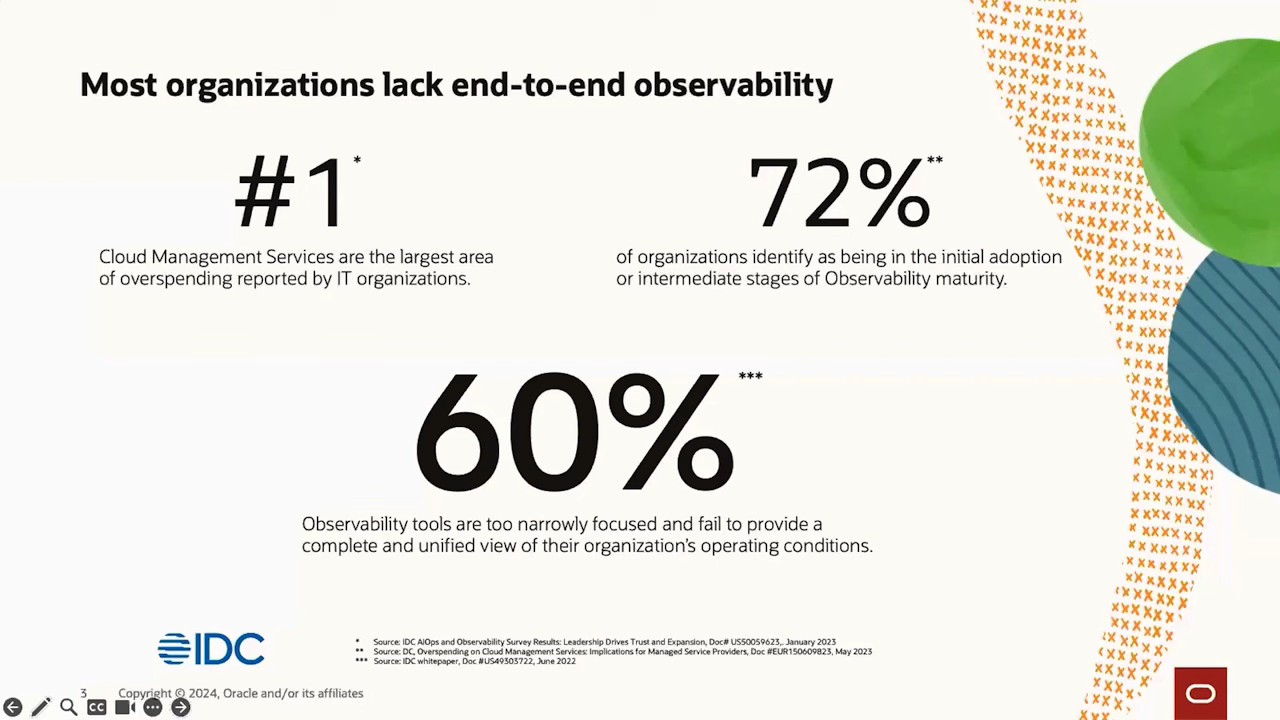 Most organizations lack end-to-end observability
#1*
Cloud Management Services are the largest area
of overspending reported by IT organizations.
72%**
of organizations identify as being in the initial adoption
or intermediate stages of Observability maturity.
60%***
Observability tools are too narrowly focused and fail to provide a
complete and unified view of their organization's operating conditions.
IDC
* Source: IDC AIOps and Observability Survey Results: Leadership Drives Trust and Expansion, Doc# US50059623,. January 2023
** Source: DC, Overspending on Cloud Management Services: Implications for Managed Service Providers, Doc #EUR150609823, May 2023
*** Source: IDC whitepaper, Doc #US49303722, June 2022
3 Copyright © 2024, Oracle and/or its affiliates
CC